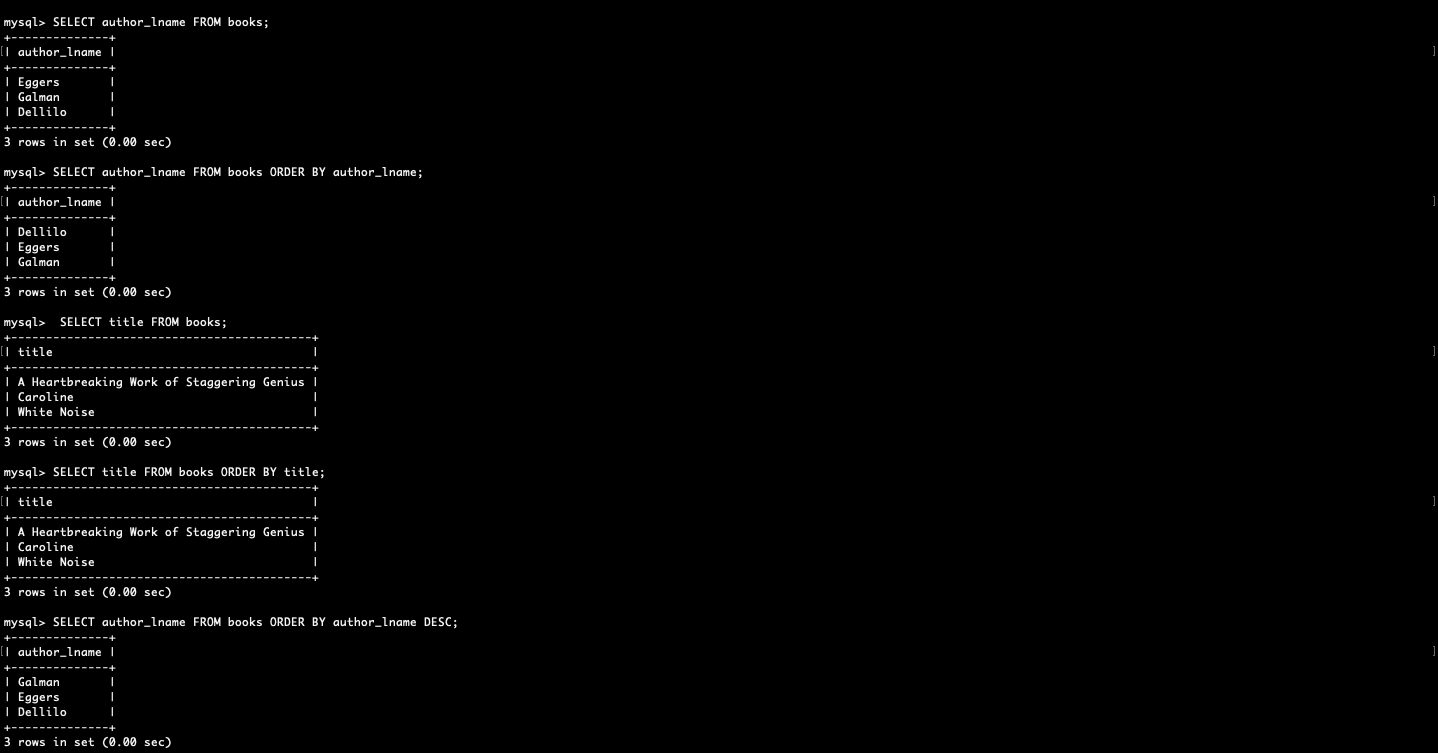 mysql> SELECT author_lname FROM books;
+--------------+
[| author_lname | ]
+--------------+
| Eggers       |
| Galman       |
| Dellilo      |
+--------------+
3 rows in set (0.00 sec)
mysql> SELECT author_lname FROM books ORDER BY author_lname;
+--------------+
[| author_lname | ]
+--------------+
| Dellilo      |
| Eggers       |
| Galman       |
+--------------+
3 rows in set (0.00 sec)
mysql>  SELECT title FROM books;
+-------------------------------------------+
[| title                                     | ]
+-------------------------------------------+
| A Heartbreaking Work of Staggering Genius |
| Caroline                                  |
| White Noise                               |
+-------------------------------------------+
3 rows in set (0.00 sec)
mysql> SELECT title FROM books ORDER BY title;
+-------------------------------------------+
[| title                                     | ]
+-------------------------------------------+
| A Heartbreaking Work of Staggering Genius |
| Caroline                                  |
| White Noise                               |
+-------------------------------------------+
3 rows in set (0.00 sec)
mysql> SELECT author_lname FROM books ORDER BY author_lname DESC;
+--------------+
[| author_lname | ]
+--------------+
| Galman       |
| Eggers       |
| Dellilo      |
+--------------+
3 rows in set (0.00 sec)